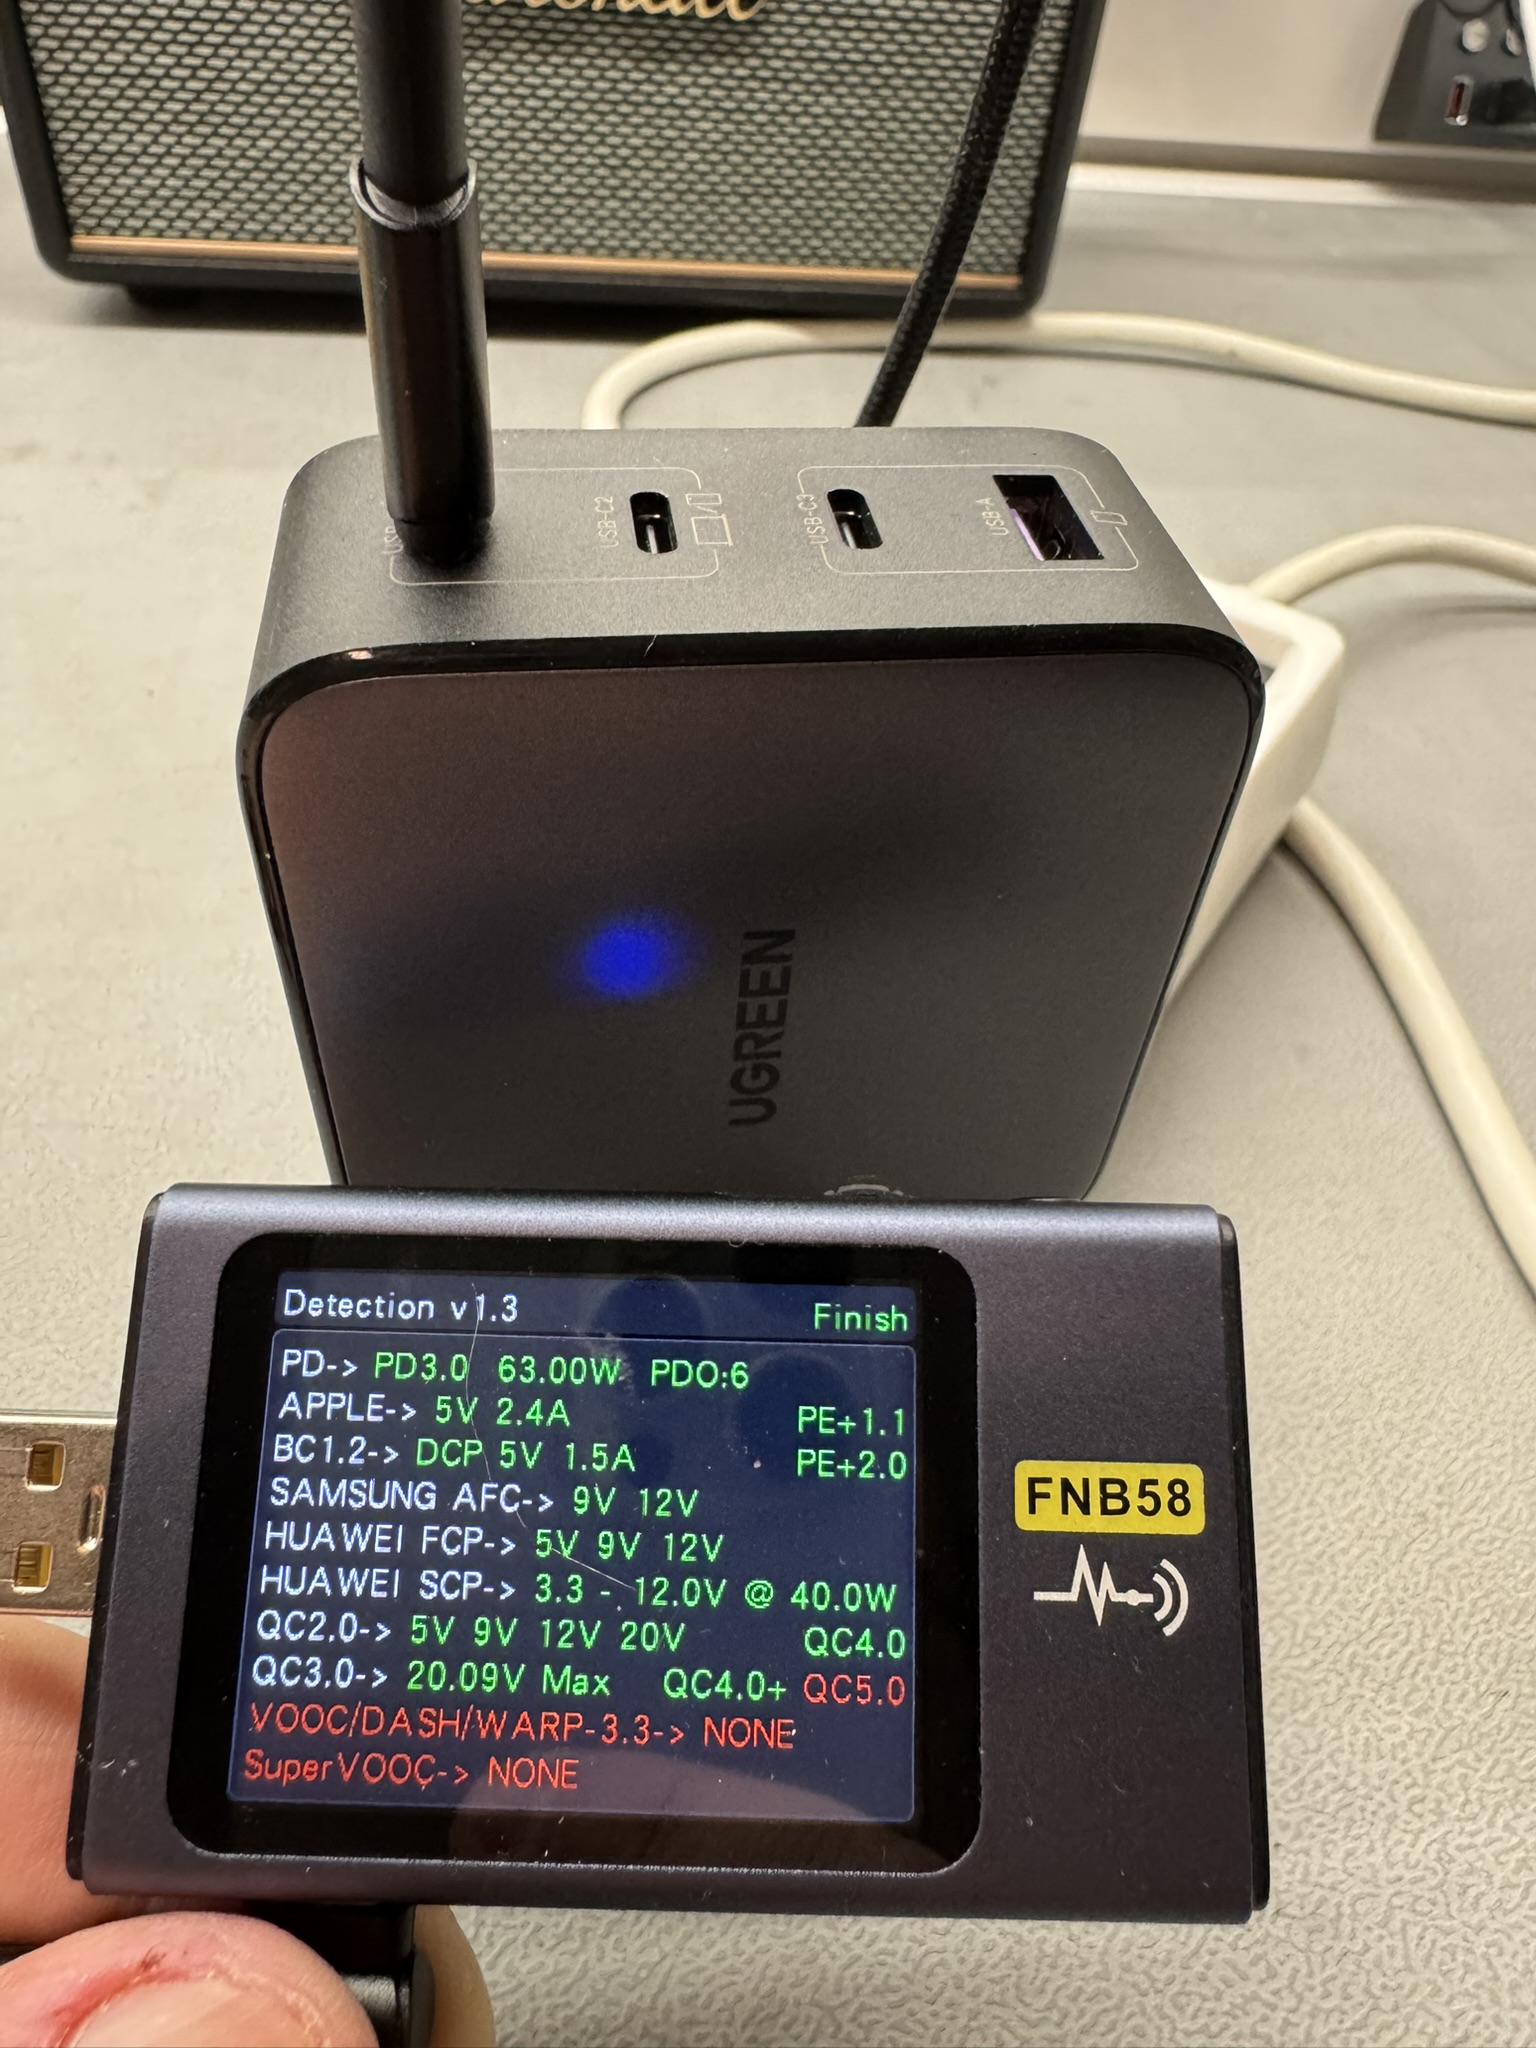 USB-C2
USB-C3
USB-A
UGREEN
Detection v1.3 Finish
PD-> PD3.0 63.00W PDO:6
APPLE-> 5V 2.4A PE+1.1
BC1.2-> DCP 5V 1.5A PE+2.0
SAMSUNG AFC-> 9V 12V
HUAWEI FCP-> 5V 9V 12V
HUAWEI SCP-> 3.3 - 12.0V @ 40.0W
QC2.0-> 5V 9V 12V 20V QC4.0
QC3.0-> 20.09V Max QC4.0+ QC5.0
VOOC/DASH/WARP-3.3-> NONE
SuperVOOC-> NONE
FNB58